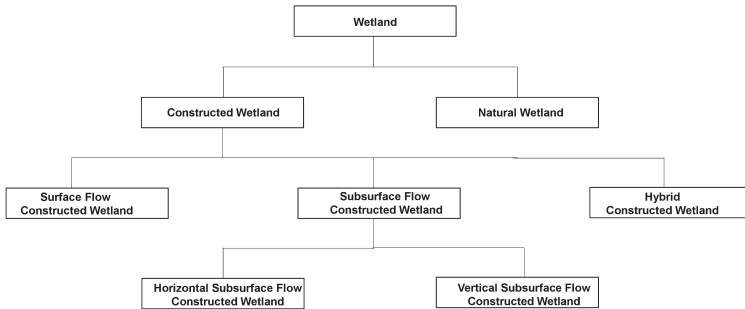 Wetland
Constructed Wetland
Natural Wetland
Surface Flow
Constructed Wetland
Subsurface Flow
Constructed Wetland
Hybrid
Constructed Wetland
Horizontal Subsurface Flow
Constructed Wetland
Vertical Subsurface Flow
Constructed Wetland